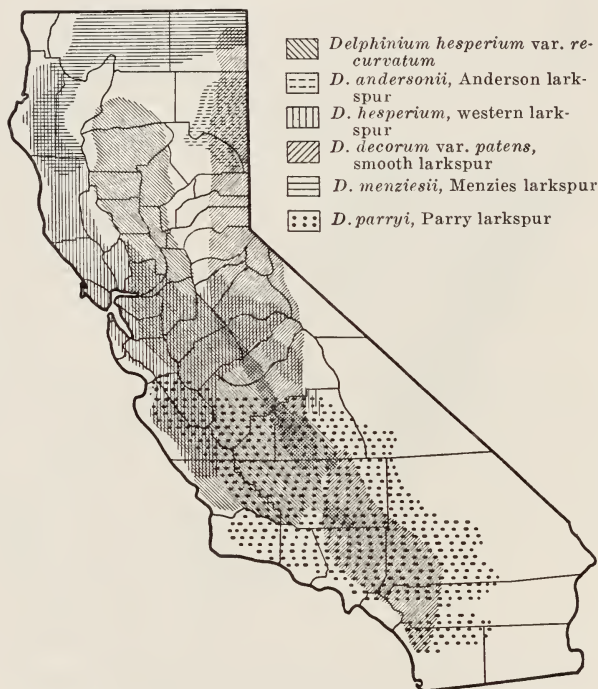 Delphinium hesperium var. re-
curvatum
D. andersonii, Anderson lark-
spur
D. hesperium, western lark-
spur
D. decorum var. patens,
smooth larkspur
D. menziesii, Menzies larkspur
D. parryi, Parry larkspur